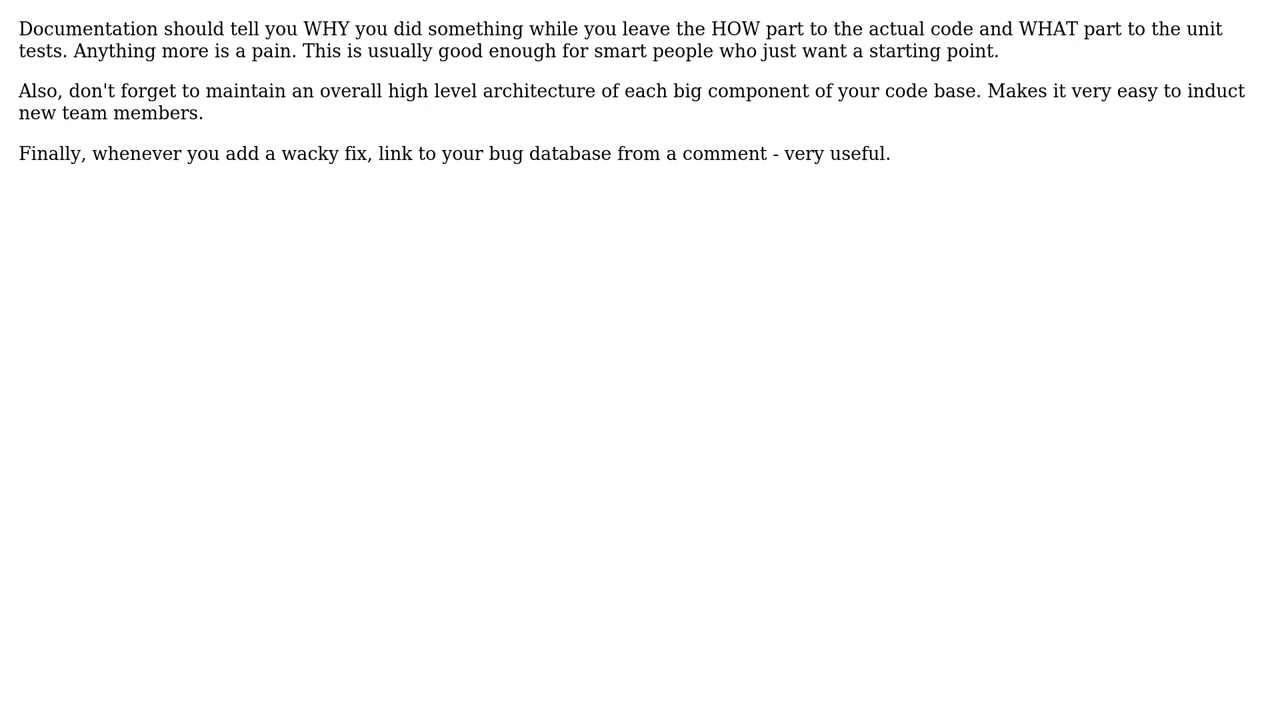 Documentation should tell you WHY you did something while you leave the HOW part to the actual code and WHAT part to the unit
tests. Anything more is a pain. This is usually good enough for smart people who just want a starting point.
Also, don't forget to maintain an overall high level architecture of each big component of your code base. Makes it very easy to induct
new team members.
Finally, whenever you add a wacky fix, link to your bug database from a comment - very useful.